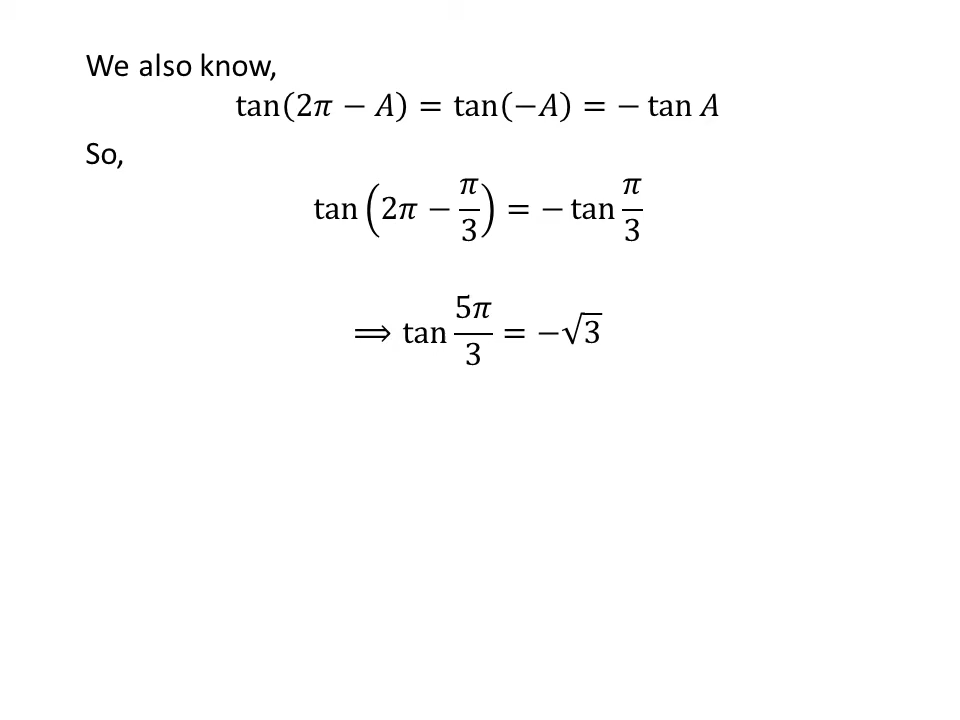 We also know,
tan(2𝜋 − 𝐴) = tan(−𝐴) = − tan 𝐴
So,
tan(2𝜋 − 𝜋/3) = − tan 𝜋/3
⟹ tan 5𝜋/3 = −√3